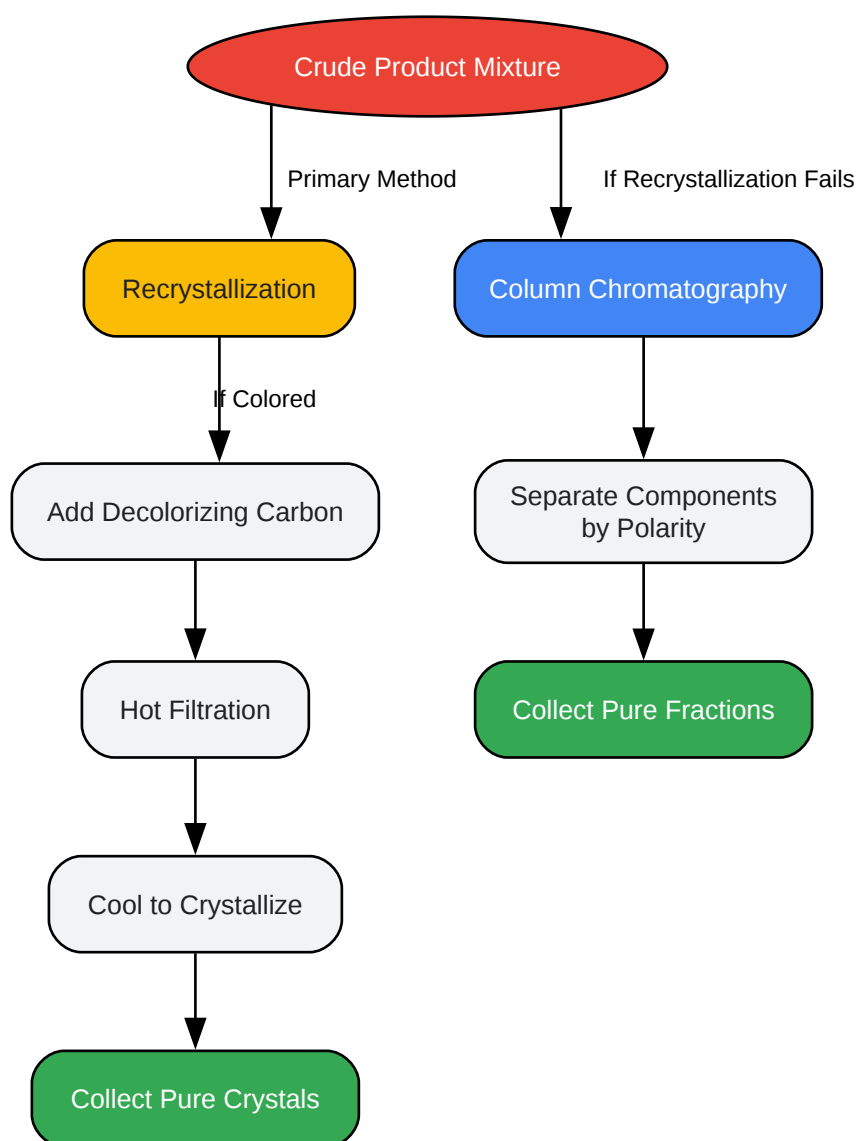 Crude Product Mixture
Primary Method
If Recrystallization Fails
Recrystallization
Column Chromatography
If Colored
Add Decolorizing Carbon
Separate Components
by Polarity
Hot Filtration
Collect Pure Fractions
Cool to Crystallize
Collect Pure Crystals